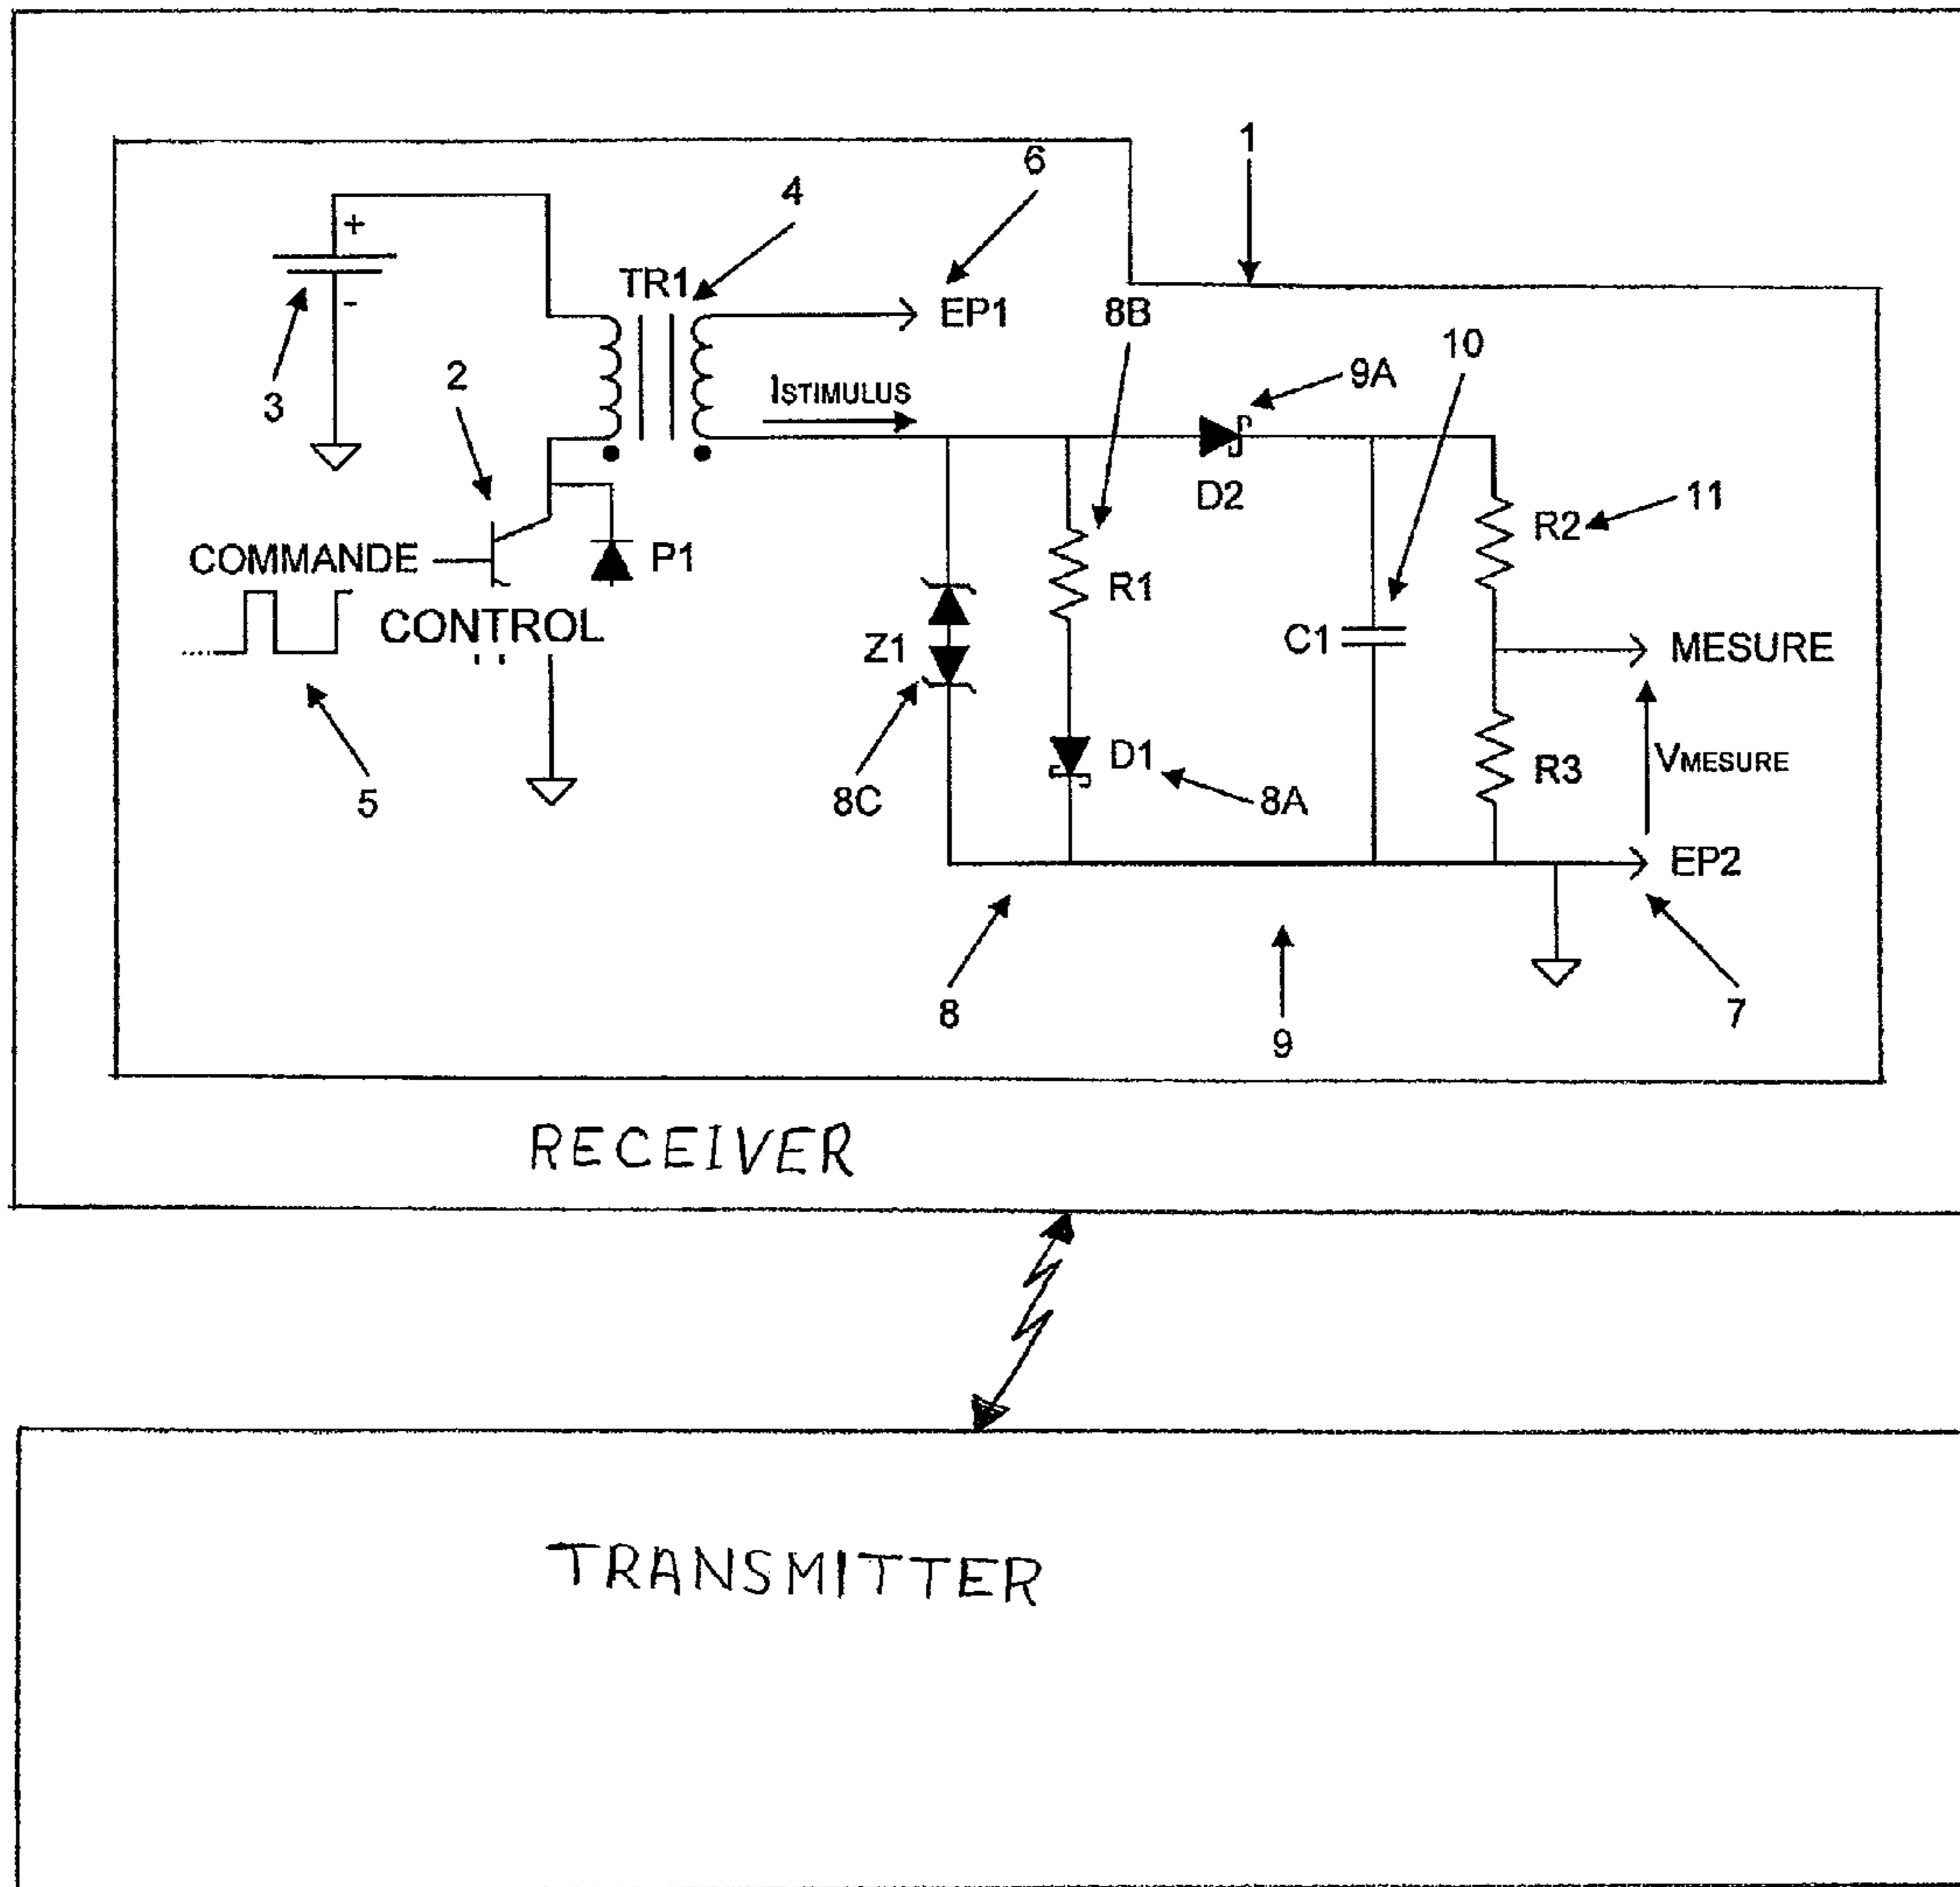 1
6
4
+
-
TR1
EP1
8B
3
2
ISTIMULUS
9A
10
D2
R2
11
COMMANDE
P1
R1
CONTROL
Z1
C1
MESURE
5
8C
D1
8A
R3
VMESURE
EP2
8
9
7
RECEIVER
TRANSMITTER